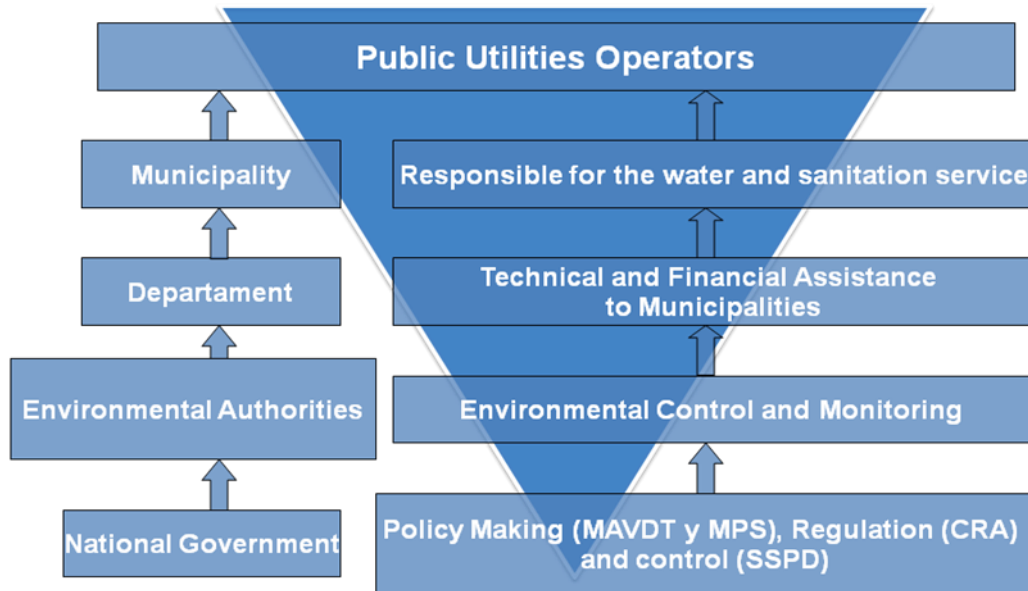 Public Utilities Operators
Municipality
Responsible for the water and sanitation service
Departament
Technical and Financial Assistance
to Municipalities
Environmental Authorities
Environmental Control and Monitoring
National Government
Policy Making (MAVDT y MPS), Regulation (CRA)
and control (SSPD)